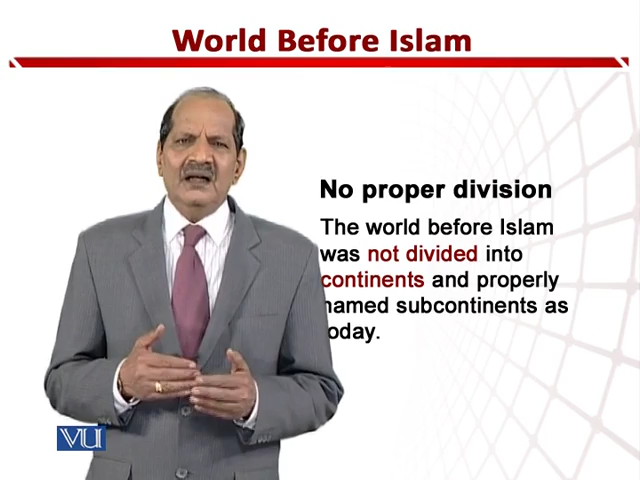 World Before Islam
No proper division
The world before Islam
was not divided into
continents and properly
named subcontinents as
today.
VU